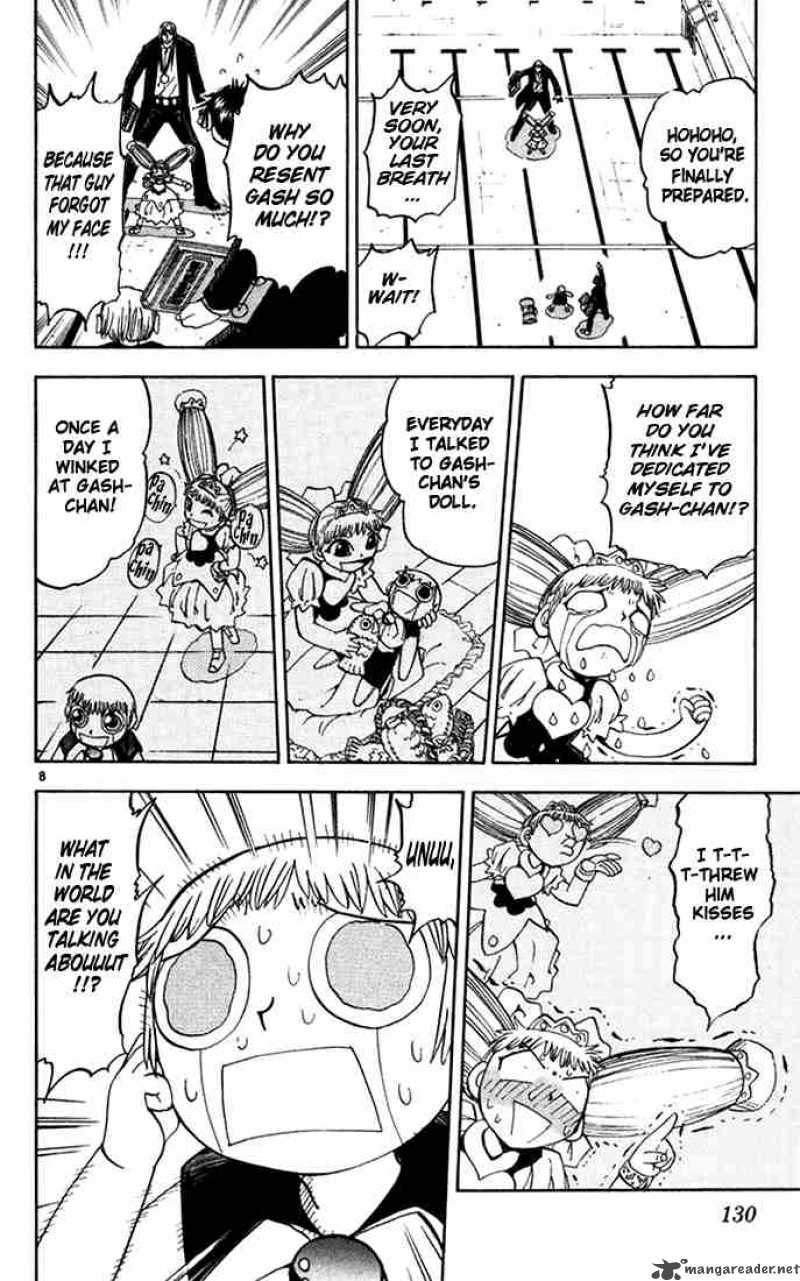 HOHOHO,
SO YOU'RE
FINALLY
PREPARED.
VERY
SOON,
YOUR
LAST
BREATH
...
W-
WAIT!
WHY
DO YOU
RESENT
GASH SO
MUCH!?
BECAUSE
THAT GUY
FORGOT
MY FACE
!!!
HOW FAR
DO YOU
THINK I'VE
DEDICATED
MYSELF TO
GASH-CHAN!?
EVERYDAY
I TALKED
TO GASH-
CHAN'S
DOLL.
ONCE A
DAY I
WINKED
AT GASH-
CHAN!
Pa
chin
Pa
chin
Pa
chin
8
I T-T-
T-THREW
HIM
KISSES
...
UNUU,
WHAT
IN THE
WORLD
ARE YOU
TALKING
ABOUUUT
!!?
130
mangareader.net